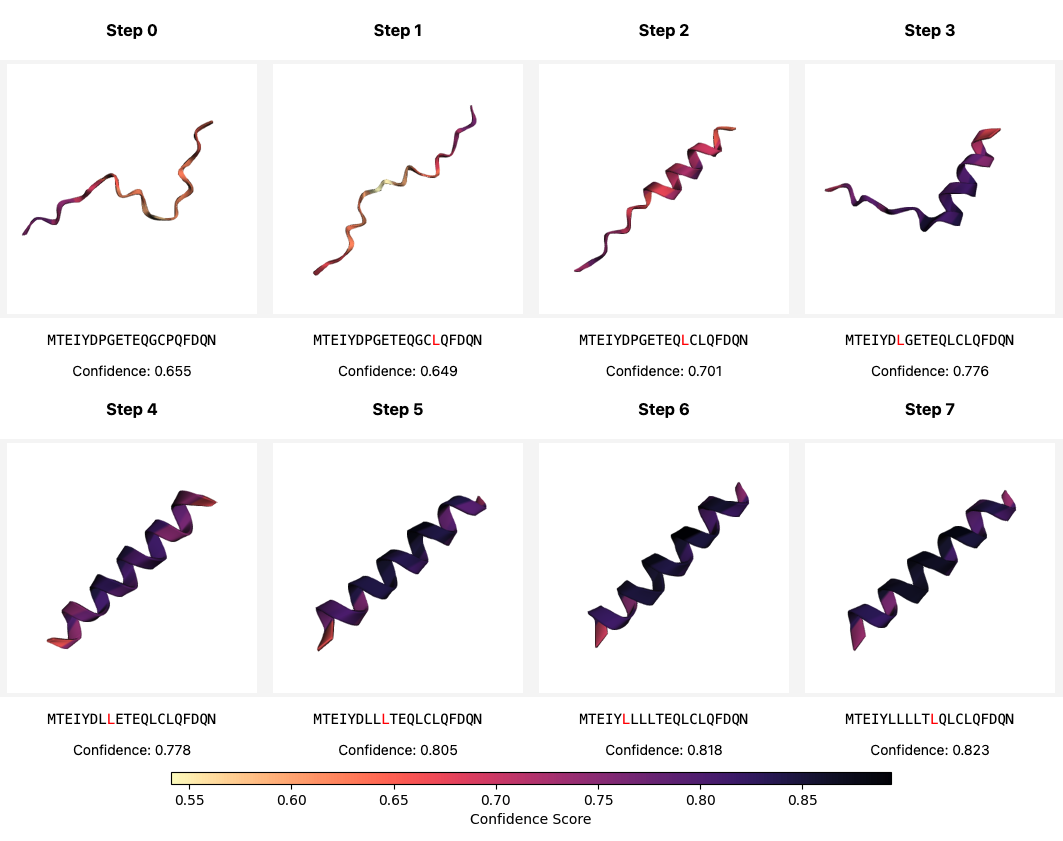 Step 0
Step 1
Step 2
Step 3
MTEIYDPGETEQGCPQFDQN
MTEIYDPGETEQGCLQFDQN
MTEIYDPGETEQLCLQFDQN
MTEIYDLGETEQLCLQFDQN
Confidence: 0.655
Confidence: 0.649
Confidence: 0.701
Confidence: 0.776
Step 4
Step 5
Step 6
Step 7
MTEIYDLLETEQLCLQFDQN
MTEIYDLLLTEQLCLQFDQN
MTEIYLLLLTEQLCLQFDQN
MTEIYLLLLTLQLCLQFDQN
Confidence: 0.778
Confidence: 0.805
Confidence: 0.818
Confidence: 0.823
0.55 0.60 0.65 0.70 0.75 0.80 0.85
Confidence Score